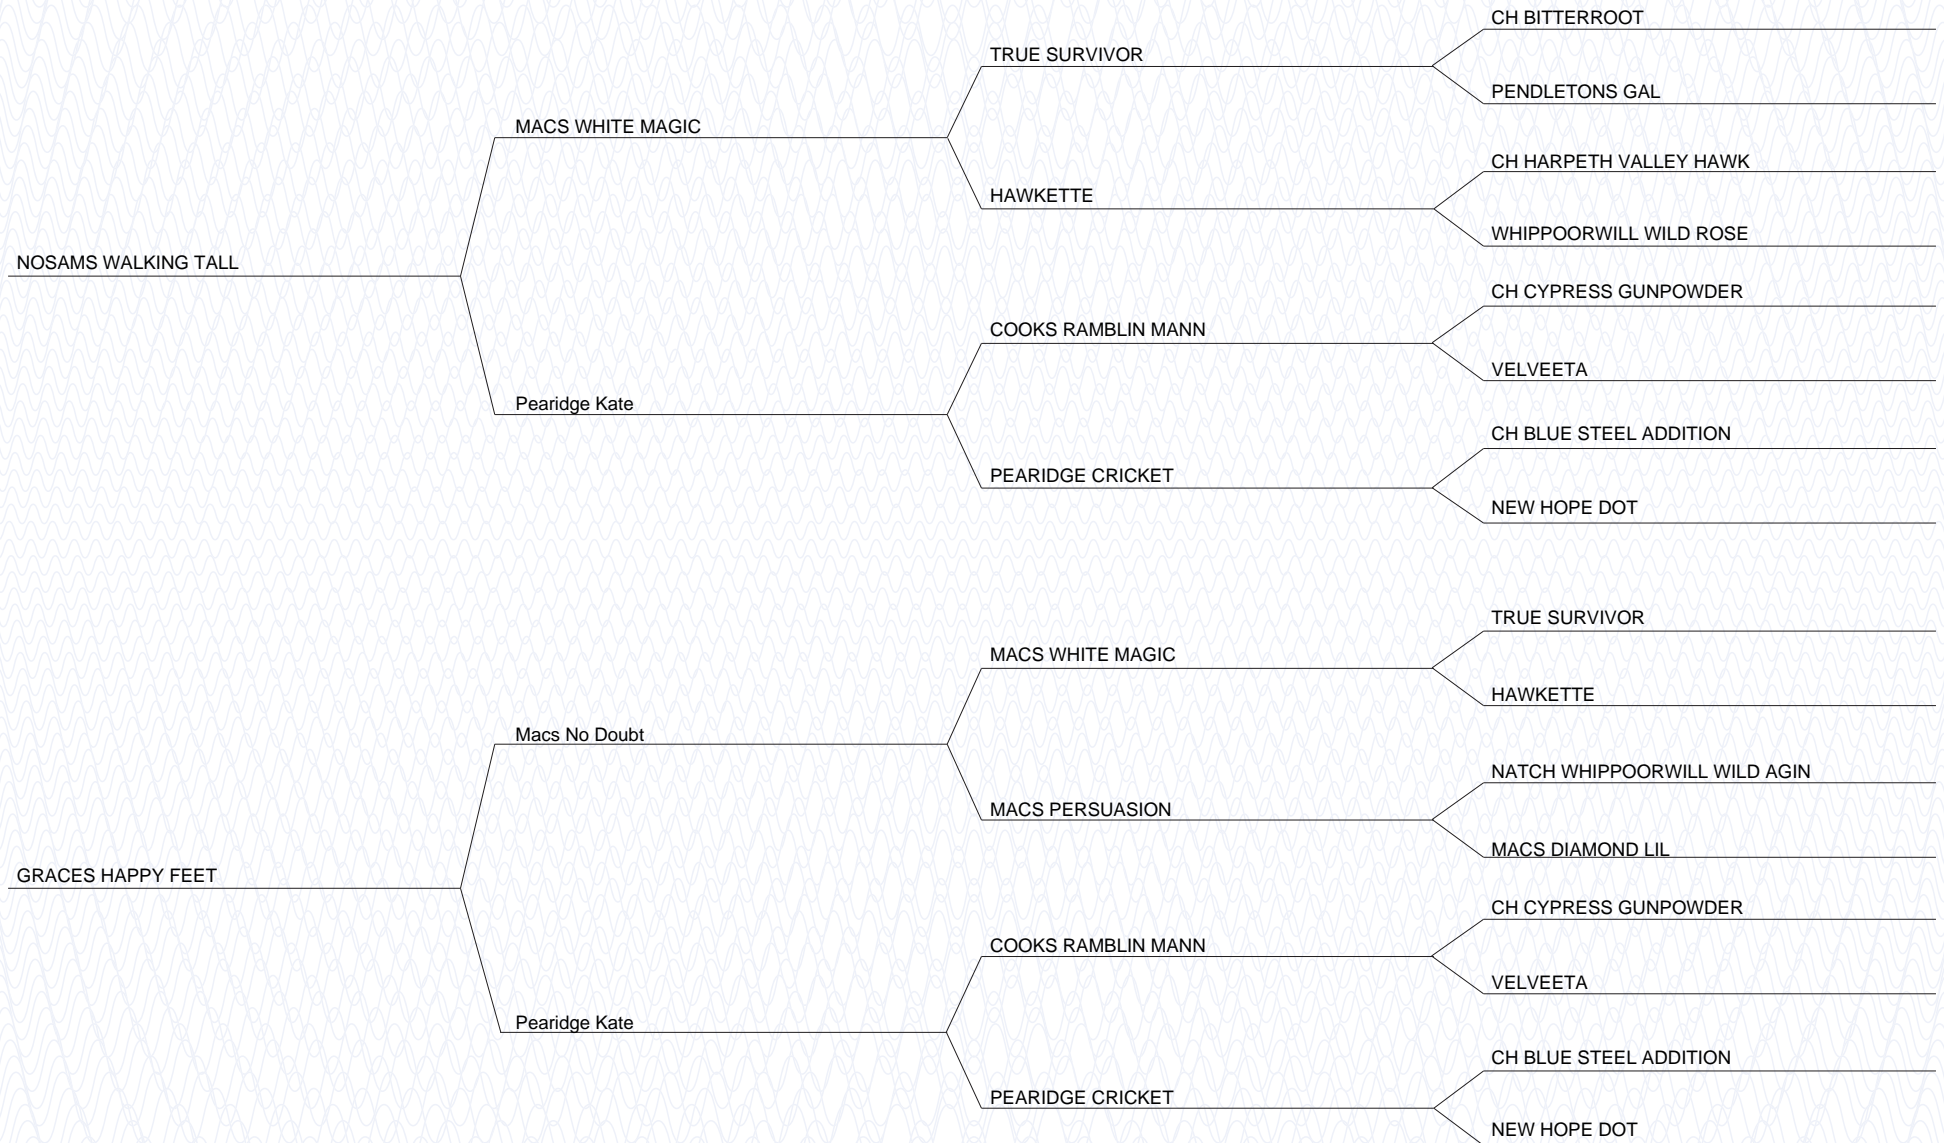 CH BITTERROOT
TRUE SURVIVOR
PENDLETONS GAL
MACS WHITE MAGIC
CH HARPETH VALLEY HAWK
HAWKETTE
WHIPPOORWILL WILD ROSE
NOSAMS WALKING TALL
CH CYPRESS GUNPOWDER
COOKS RAMBLIN MANN
VELVEETA
Pearidge Kate
CH BLUE STEEL ADDITION
PEARIDGE CRICKET
NEW HOPE DOT
TRUE SURVIVOR
MACS WHITE MAGIC
HAWKETTE
Macs No Doubt
NATCH WHIPPOORWILL WILD AGIN
MACS PERSUASION
MACS DIAMOND LIL
GRACES HAPPY FEET
CH CYPRESS GUNPOWDER
COOKS RAMBLIN MANN
VELVEETA
Pearidge Kate
CH BLUE STEEL ADDITION
PEARIDGE CRICKET
NEW HOPE DOT